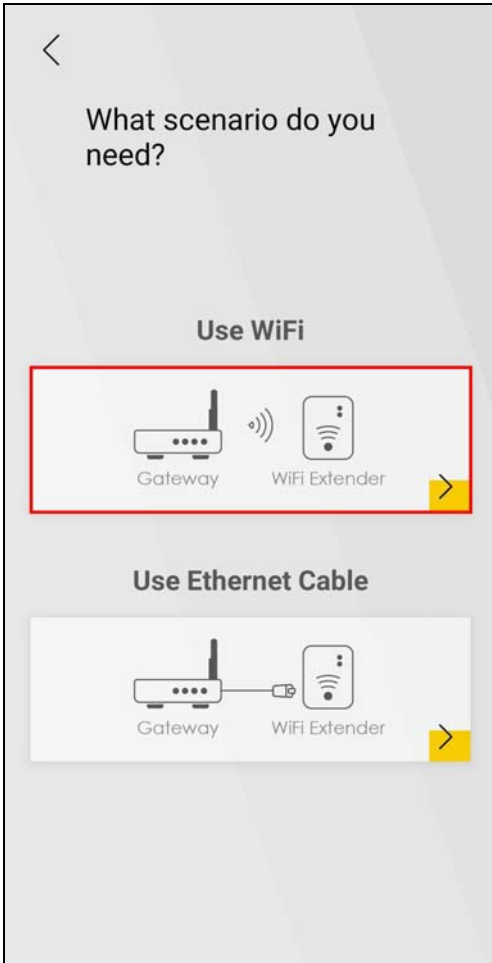 What scenario do you
need?
Use WiFi
Gateway WiFi Extender
Use Ethernet Cable
Gateway WiFi Extender